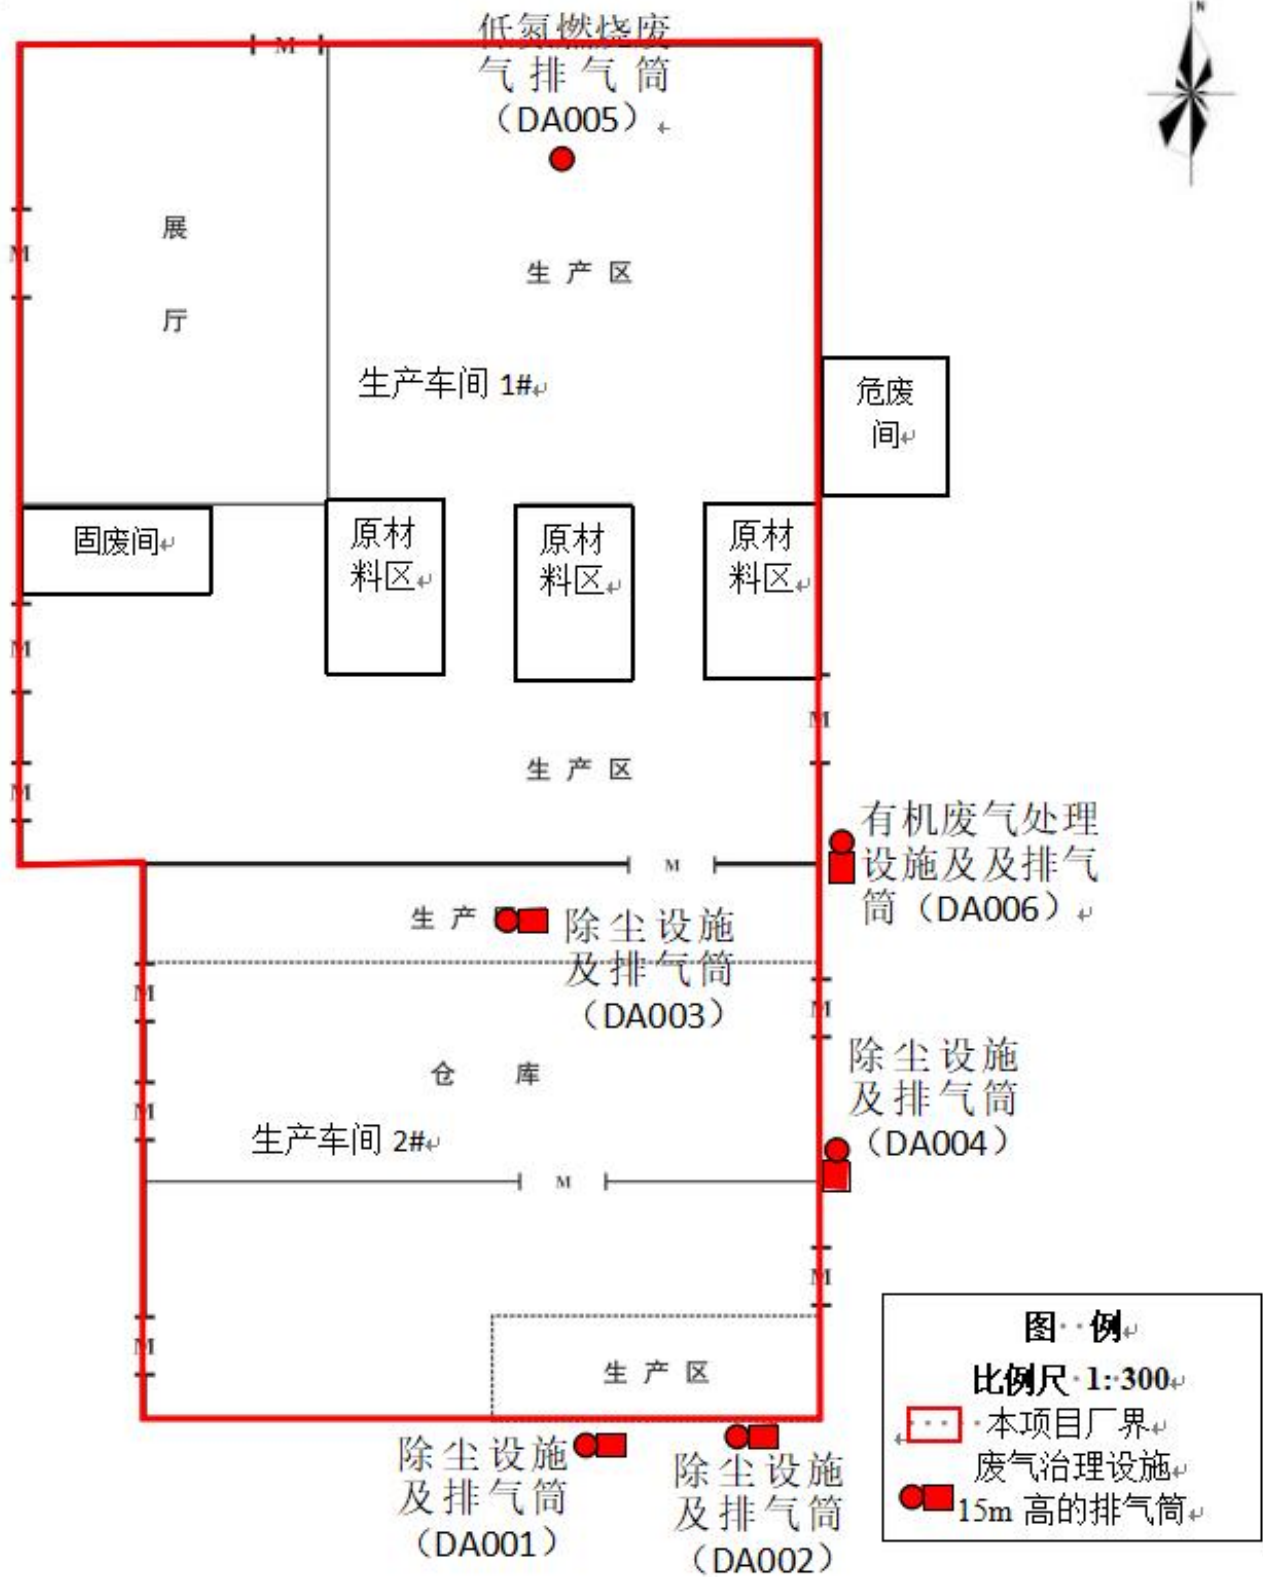 N
低氮燃烧废
气排气筒
（DA005）
M
展
厅
M
生产区
生产车间 1#
危废
间
固废间
原材
料区
原材
料区
原材
料区
M
M
生产区
M
有机废气处理
设施及及排气
筒（DA006）
M
生产
除尘设施
及排气筒
（DA003）
M
M
仓 库
除尘设施
及排气筒
（DA004）
M
生产车间 2#
M
M
M
生产区
图 例
比例尺 1:300
本项目厂界
废气治理设施
15m 高的排气筒
除尘设施
及排气筒
（DA001）
除尘设施
及排气筒
（DA002）